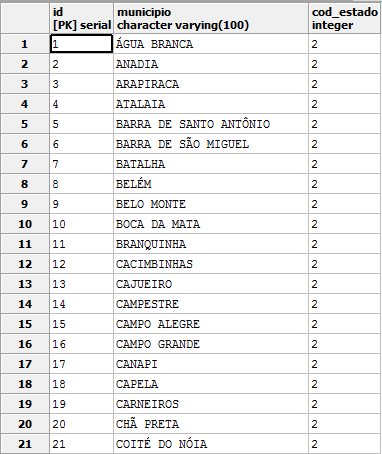 id municipio cod_estado
[PK] serial character varying(100) integer
1 1 ÁGUA BRANCA 2
2 2 ANADIA 2
3 3 ARAPIRACA 2
4 4 ATALAIA 2
5 5 BARRA DE SANTO ANTÔNIO 2
6 6 BARRA DE SÃO MIGUEL 2
7 7 BATALHA 2
8 8 BELÉM 2
9 9 BELO MONTE 2
10 10 BOCA DA MATA 2
11 11 BRANQUINHA 2
12 12 CACIMBINHAS 2
13 13 CAJUEIRO 2
14 14 CAMPESTRE 2
15 15 CAMPO ALEGRE 2
16 16 CAMPO GRANDE 2
17 17 CANAPI 2
18 18 CAPELA 2
19 19 CARNEIROS 2
20 20 CHÃ PRETA 2
21 21 COITÉ DO NÓIA 2